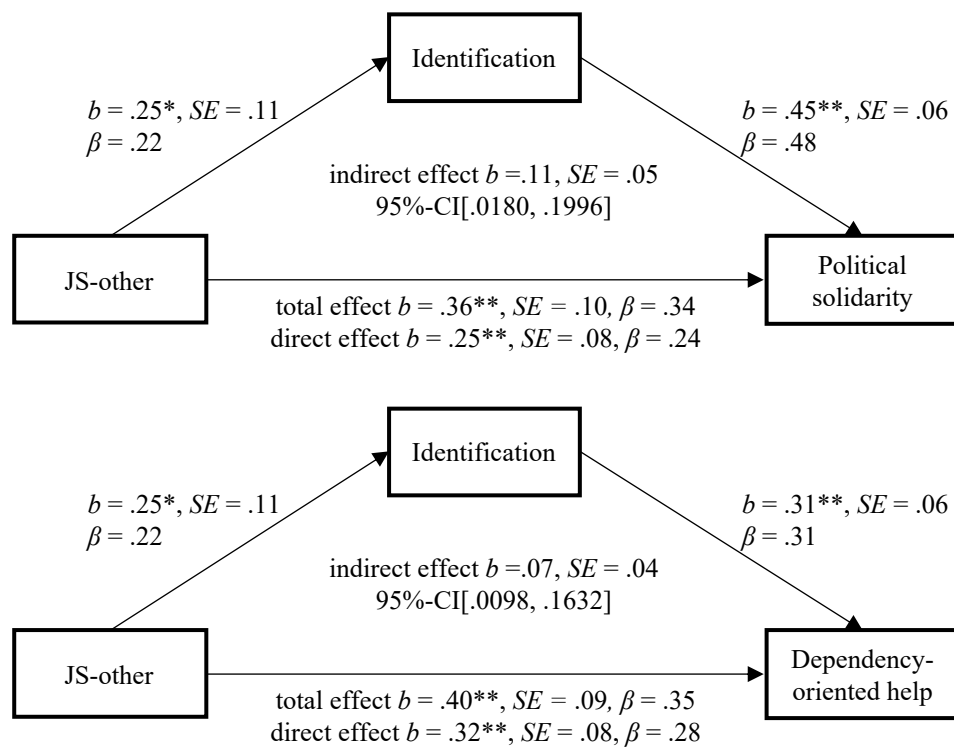 Identification
b = .25*, SE = .11
β = .22
b = .45**, SE = .06
β = .48
indirect effect b =.11, SE = .05
95%-CI[.0180, .1996]
JS-other
Political
solidarity
total effect b = .36**, SE = .10, β = .34
direct effect b = .25**, SE = .08, β = .24
Identification
b = .25*, SE = .11
β = .22
b = .31**, SE = .06
β = .31
indirect effect b =.07, SE = .04
95%-CI[.0098, .1632]
JS-other
Dependency-
oriented help
total effect b = .40**, SE = .09, β = .35
direct effect b = .32**, SE = .08, β = .28